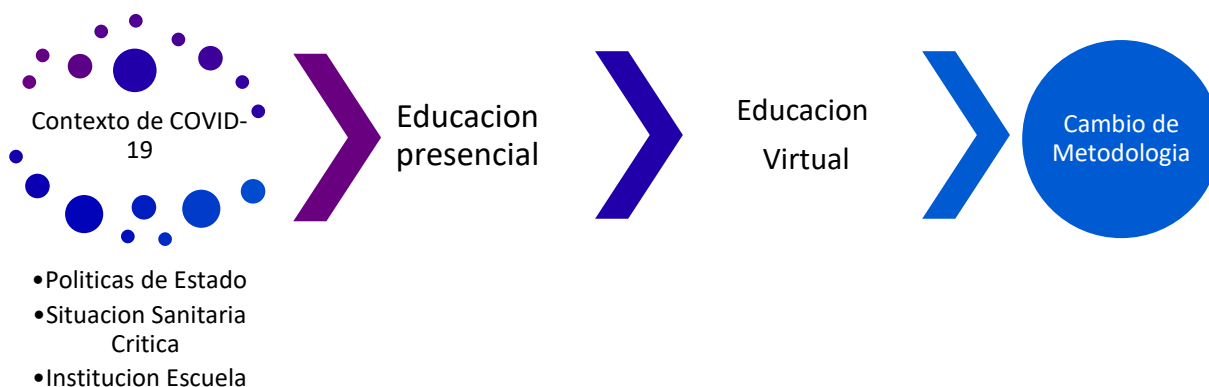 Contexto de COVID-
19
•Politicas de Estado
•Situacion Sanitaria
Critica
•Institucion Escuela
Educacion
presencial
Educacion
Virtual
Cambio de
Metodologia